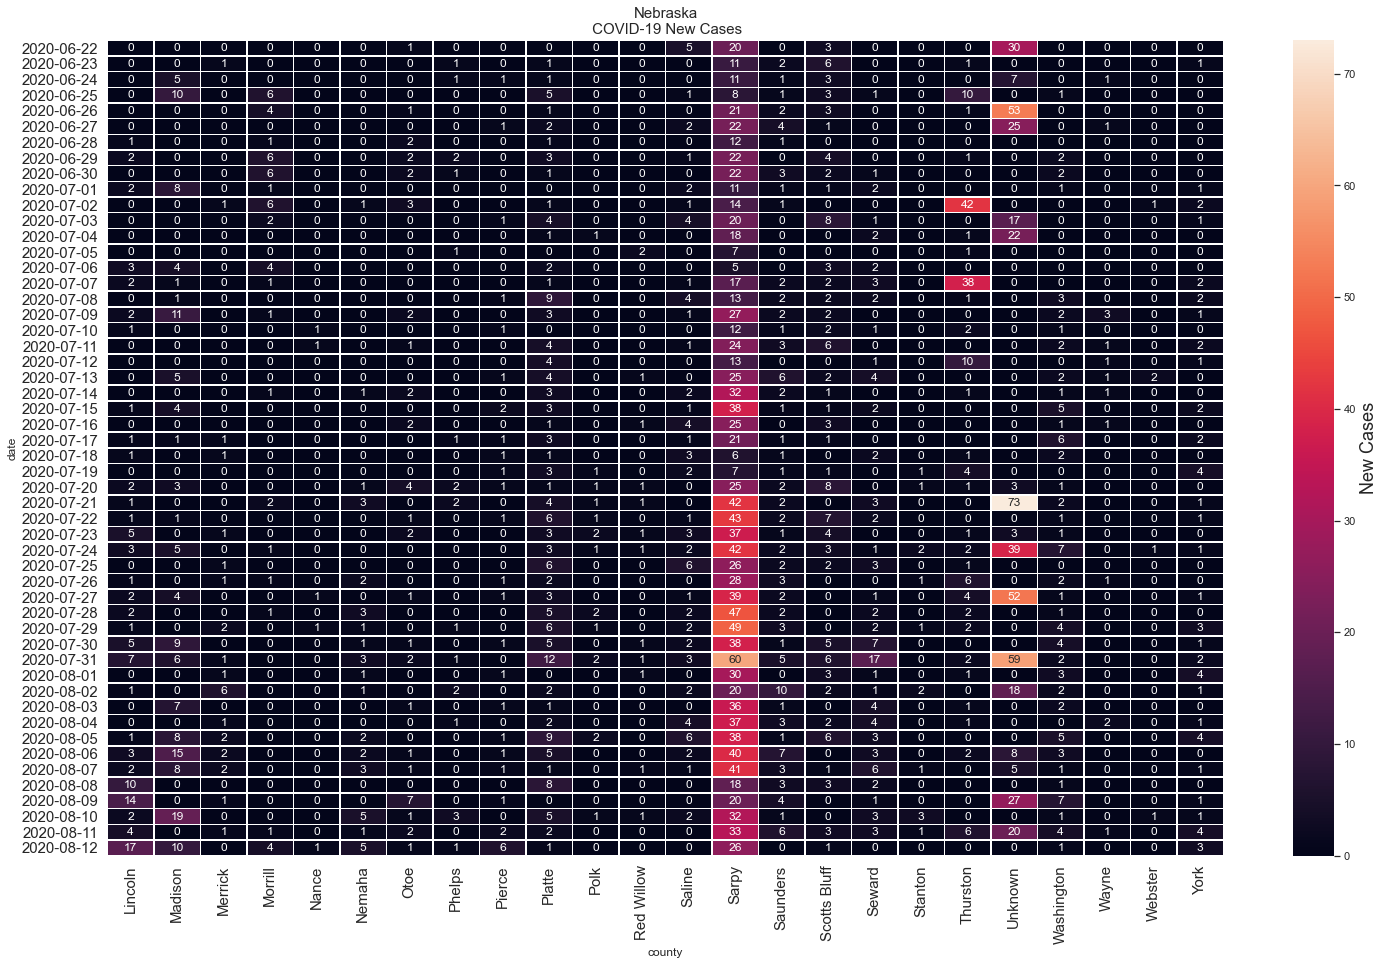 Nebraska
COVID-19 New Cases
2020-06-22 0 0 0 0 0 0 1 0 0 0 0 0 5 20 0 3 0 0 0 30 0 0 0 0
2020-06-23 0 0 1 0 0 0 0 1 0 1 0 0 0 11 2 6 0 0 1 0 0 0 0 1
2020-06-24 0 5 0 0 0 0 0 1 1 1 0 0 0 11 1 3 0 0 0 7 0 1 0 0
2020-06-25 0 10 0 6 0 0 0 0 0 5 0 0 1 8 1 3 1 0 10 0 1 0 0 0
2020-06-26 0 0 0 4 0 0 1 0 0 1 0 0 0 21 2 3 0 0 1 53 0 0 0 0
2020-06-27 0 0 0 0 0 0 0 0 1 2 0 0 2 22 4 1 0 0 0 25 0 1 0 0
2020-06-28 1 0 0 1 0 0 2 0 0 1 0 0 0 12 1 0 0 0 0 0 0 0 0 0
2020-06-29 2 0 0 6 0 0 2 2 0 3 0 0 1 22 0 4 0 0 1 0 2 0 0 0
2020-06-30 0 0 0 6 0 0 2 1 0 1 0 0 0 22 3 2 1 0 0 0 2 0 0 0
2020-07-01 2 8 0 1 0 0 0 0 0 0 0 0 2 11 1 1 2 0 0 0 1 0 0 1
2020-07-02 0 0 1 6 0 1 3 0 0 1 0 0 1 14 1 0 0 0 42 0 0 0 1 2
2020-07-03 0 0 0 2 0 0 0 0 1 4 0 0 4 20 0 8 1 0 0 17 0 0 0 1
2020-07-04 0 0 0 0 0 0 0 0 0 1 1 0 0 18 0 0 2 0 1 22 0 0 0 0
2020-07-05 0 0 0 0 0 0 0 1 0 0 0 2 0 7 0 0 0 0 1 0 0 0 0 0
2020-07-06 3 4 0 4 0 0 0 0 0 2 0 0 0 5 0 3 2 0 0 0 0 0 0 0
2020-07-07 2 1 0 1 0 0 0 0 0 1 0 0 1 17 2 2 3 0 38 0 0 0 0 2
2020-07-08 0 1 0 0 0 0 0 0 1 9 0 0 4 13 2 2 2 0 1 0 3 0 0 2
2020-07-09 2 11 0 1 0 0 2 0 0 3 0 0 1 27 2 2 0 0 0 0 2 3 0 1
2020-07-10 1 0 0 0 1 0 0 0 1 0 0 0 0 12 1 2 1 0 2 0 1 0 0 0
2020-07-11 0 0 0 0 1 0 1 0 0 4 0 0 1 24 3 6 0 0 0 0 2 1 0 2
2020-07-12 0 0 0 0 0 0 0 0 0 4 0 0 0 13 0 0 1 0 10 0 0 1 0 1
2020-07-13 0 5 0 0 0 0 0 0 1 4 0 1 0 25 6 2 4 0 0 0 2 1 2 0
2020-07-14 0 0 0 1 0 1 2 0 0 3 0 0 2 32 2 1 0 0 1 0 1 1 0 0
2020-07-15 1 4 0 0 0 0 0 0 2 3 0 0 1 38 1 1 2 0 0 0 5 0 0 2
2020-07-16 0 0 0 0 0 0 2 0 0 1 0 1 4 25 0 3 0 0 0 0 1 1 0 0
2020-07-17 1 1 1 0 0 0 0 1 1 3 0 0 1 21 1 1 0 0 0 0 6 0 0 2
2020-07-18 1 0 1 0 0 0 0 0 1 1 0 0 3 6 1 0 2 0 1 0 2 0 0 0
2020-07-19 0 0 0 0 0 0 0 0 1 3 1 0 2 7 1 1 0 1 4 0 0 0 0 4
2020-07-20 2 3 0 0 0 1 4 2 1 1 1 1 0 25 2 8 0 1 1 3 1 0 0 0
2020-07-21 1 0 0 2 0 3 0 2 0 4 1 1 0 42 2 0 3 0 0 73 2 0 0 1
2020-07-22 1 1 0 0 0 0 1 0 1 6 1 0 1 43 2 7 2 0 0 0 1 0 0 1
2020-07-23 5 0 1 0 0 0 2 0 0 3 2 1 3 37 1 4 0 0 1 3 1 0 0 0
2020-07-24 3 5 0 1 0 0 0 0 0 3 1 1 2 42 2 3 1 2 2 39 7 0 1 1
2020-07-25 0 0 1 0 0 0 0 0 0 6 0 0 6 26 2 2 3 0 1 0 0 0 0 0
2020-07-26 1 0 1 1 0 2 0 0 1 2 0 0 0 28 3 0 0 1 6 0 2 1 0 0
2020-07-27 2 4 0 0 1 0 1 0 1 3 0 0 1 39 2 0 1 0 4 52 1 0 0 1
2020-07-28 2 0 0 1 0 3 0 0 0 5 2 0 2 47 2 0 2 0 2 0 1 0 0 0
2020-07-29 1 0 2 0 1 1 0 1 0 6 1 0 2 49 3 0 2 1 2 0 4 0 0 3
2020-07-30 5 9 0 0 0 1 1 0 1 5 0 1 2 38 1 5 7 0 0 0 4 0 0 1
2020-07-31 7 6 1 0 0 3 2 1 0 12 2 1 3 60 5 6 17 0 2 59 2 0 0 2
2020-08-01 0 0 1 0 0 1 0 0 0 1 0 1 0 30 0 3 1 0 1 0 3 0 0 4
2020-08-02 1 0 6 0 0 1 0 2 0 2 0 0 2 20 10 2 1 2 0 18 2 0 0 1
2020-08-03 0 7 0 0 0 0 1 0 1 1 0 0 0 36 1 0 4 0 1 0 2 0 0 0
2020-08-04 0 0 1 0 0 0 0 1 0 2 0 0 4 37 3 2 4 0 1 0 0 2 0 1
2020-08-05 1 8 2 0 0 2 1 0 1 9 2 0 6 38 1 6 3 0 0 0 5 0 0 4
2020-08-06 3 15 2 0 0 2 1 0 1 5 0 0 0 40 7 0 3 0 2 8 3 0 0 0
2020-08-07 2 8 2 0 0 3 1 0 1 1 0 1 1 41 3 1 6 1 0 5 1 0 0 1
2020-08-08 10 0 0 0 0 0 0 0 0 8 0 0 0 18 3 3 2 0 0 0 0 0 0 0
2020-08-09 14 0 1 0 0 0 7 0 1 0 0 0 0 20 4 0 1 0 0 27 7 0 0 1
2020-08-10 2 19 0 0 0 5 1 3 0 5 1 1 2 32 1 0 3 3 0 0 1 0 1 1
2020-08-11 4 0 1 1 0 1 2 0 2 2 0 0 0 33 6 3 3 1 6 20 4 1 0 4
2020-08-12 17 10 0 4 1 5 1 1 6 1 0 0 0 26 0 1 0 0 0 0 1 0 0 3
Lincoln Madison Merrick Morrill Nance Nemaha Otoe Phelps Pierce Platte Polk Red Willow Saline Sarpy Saunders Scotts Bluff Seward Stanton Thurston Unknown Washington Wayne Webster York
county
date
70
60
50
40
30
20
10
0
New Cases